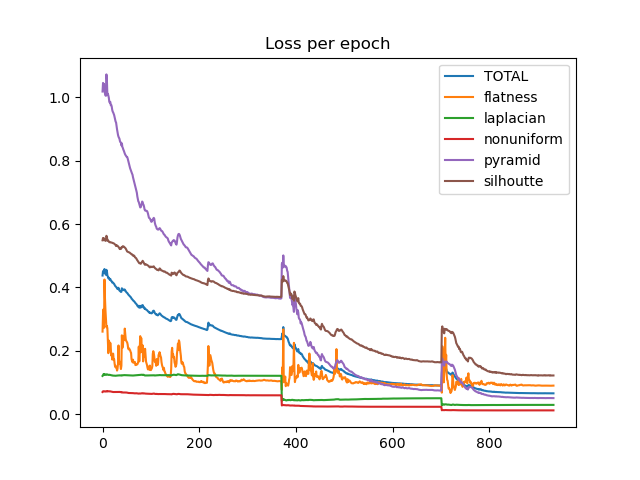 Loss per epoch
TOTAL
flatness
laplacian
nonuniform
pyramid
silhoutte
1.0
0.8
0.6
0.4
0.2
0.0
0 200 400 600 800